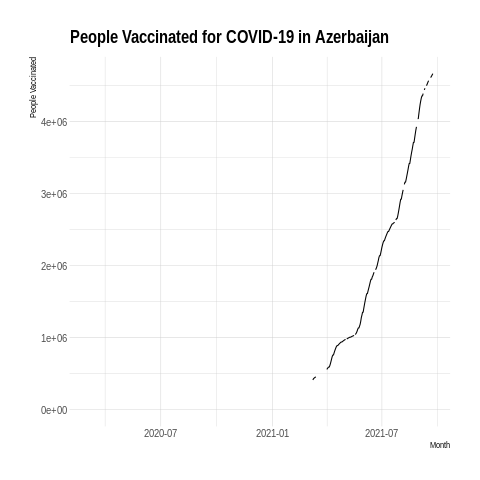 People Vaccinated for COVID-19 in Azerbaijan
People Vaccinated
4e+06
3e+06
2e+06
1e+06
0e+00
2020-07
2021-01
2021-07
Month